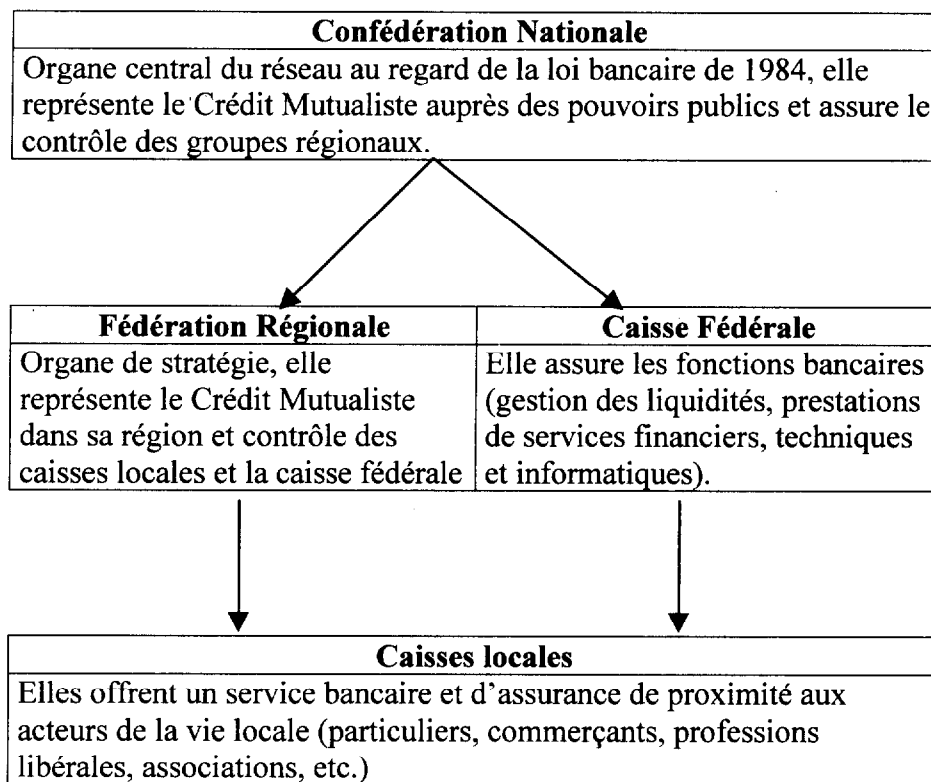 Confédération Nationale
Organe central du réseau au regard de la loi bancaire de 1984, elle
représente le Crédit Mutualiste auprès des pouvoirs publics et assure le
contrôle des groupes régionaux.
Fédération Régionale
Organe de stratégie, elle
représente le Crédit Mutualiste
dans sa région et contrôle des
caisses locales et la caisse fédérale
Caisse Fédérale
Elle assure les fonctions bancaires
(gestion des liquidités, prestations
de services financiers, techniques
et informatiques).
Caisses locales
Elles offrent un service bancaire et d'assurance de proximité aux
acteurs de la vie locale (particuliers, commerçants, professions
libérales, associations, etc.)